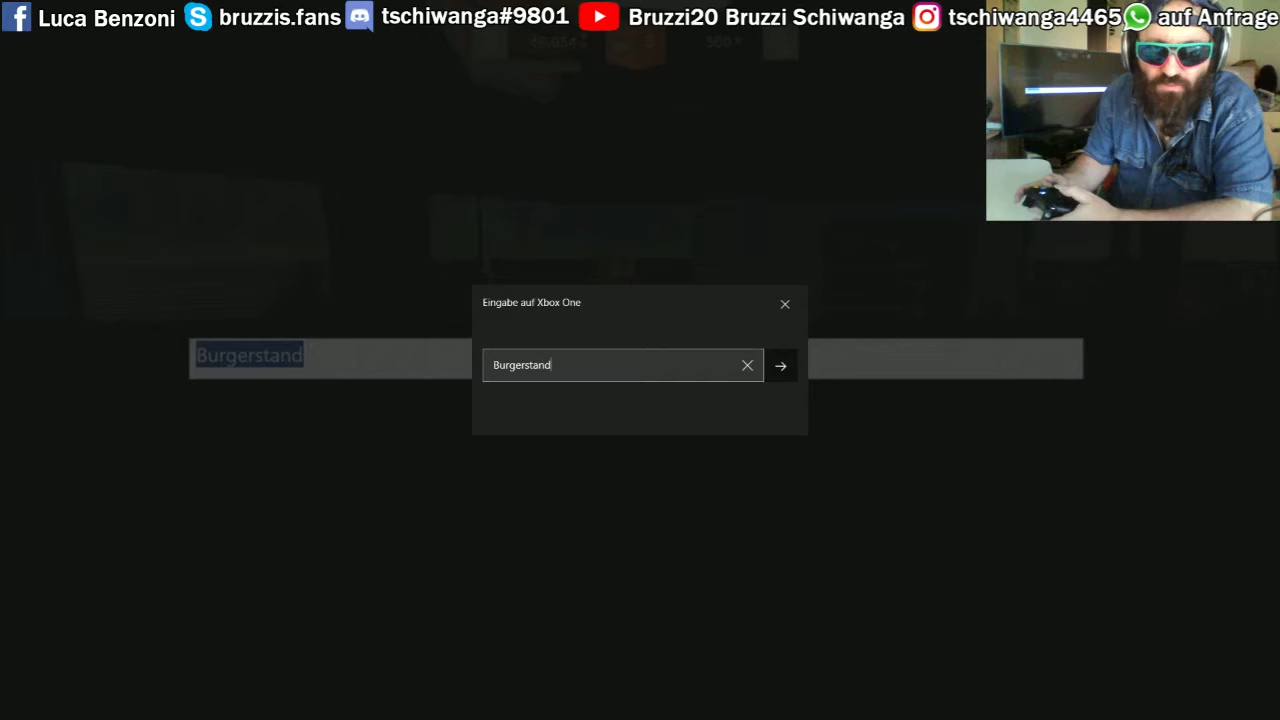 Luca Benzoni bruzzis.fans tschiwanga#9801 Bruzzi20 Bruzzi Schiwanga tschiwanga4465 auf Anfrage
Eingabe auf Xbox One
Burgerstand
Burgerstand